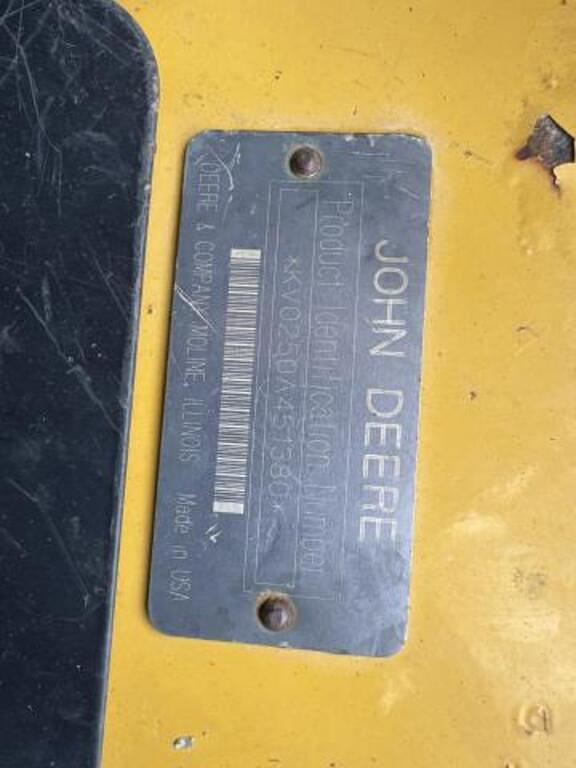 JOHN DEERE
Product Identification Number
*KV0250A451380*
DEERE & COMPANY MOLINE, ILLINOIS Made in USA